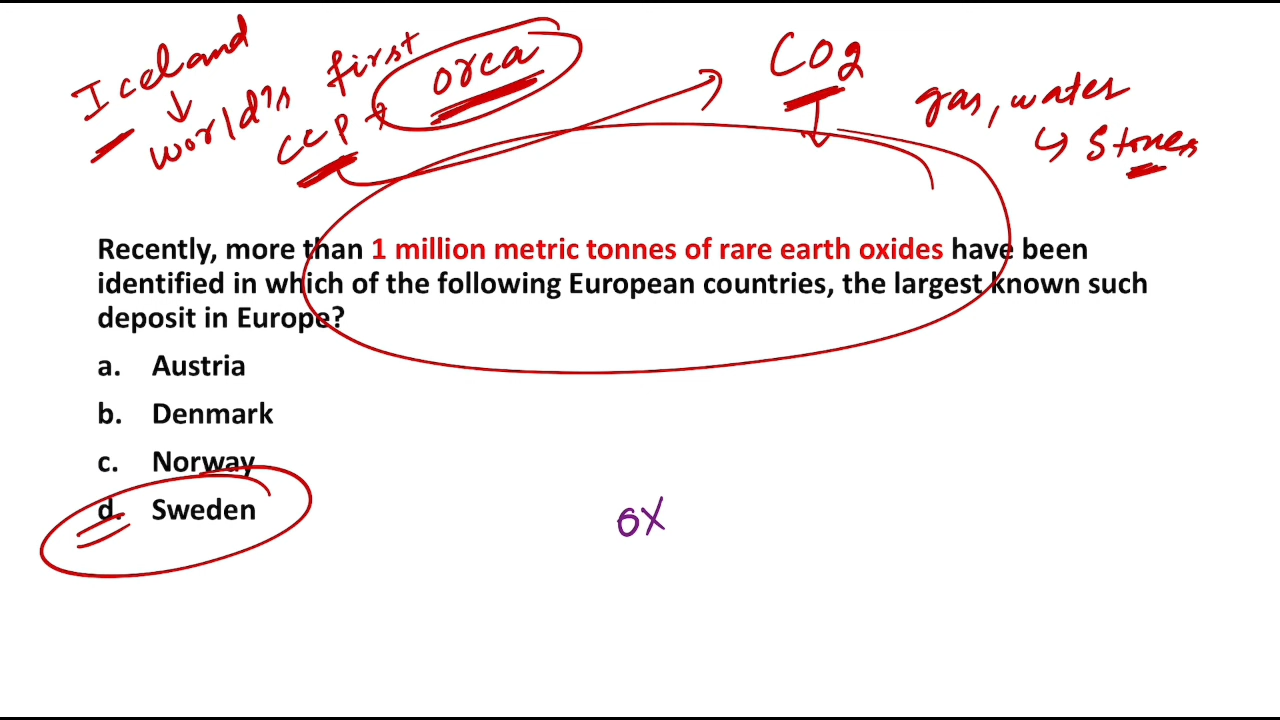 Iceland
world's first
CCP → orca
CO2
gas, water
↳ Stones
Recently, more than 1 million metric tonnes of rare earth oxides have been
identified in which of the following European countries, the largest known such
deposit in Europe?
a. Austria
b. Denmark
c. Norway
d. Sweden
OX